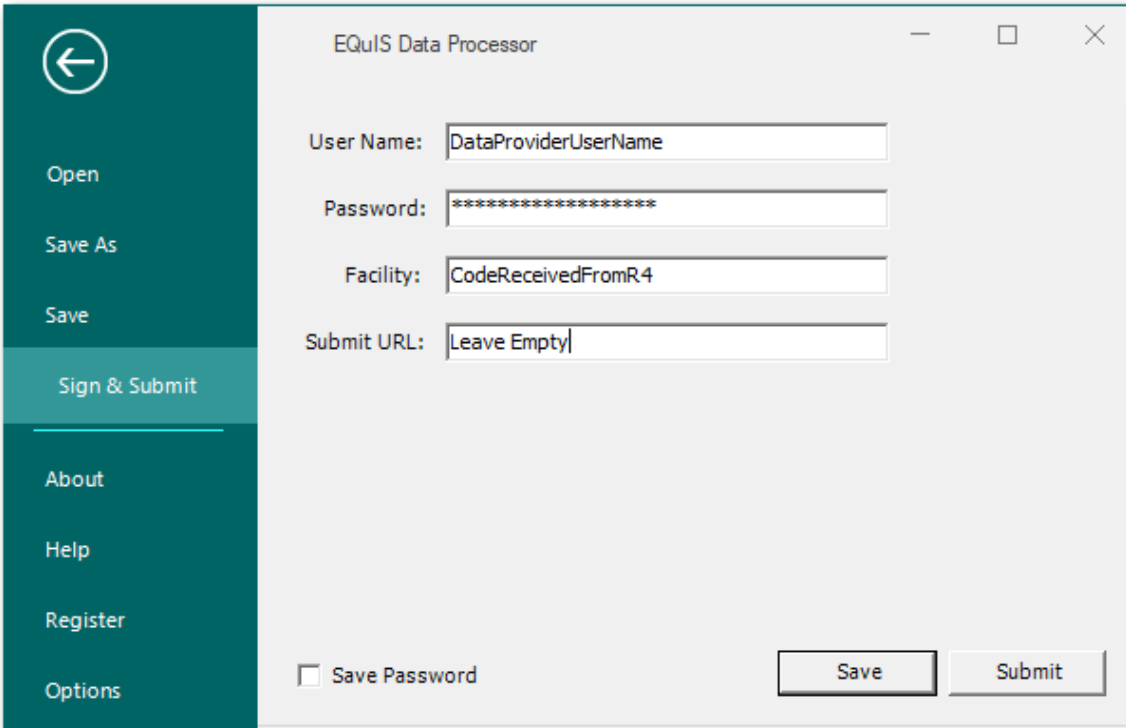 EQuIS Data Processor
Open
Save As
Save
Sign & Submit
About
Help
Register
Options
User Name: DataProviderUserName
Password: ******************
Facility: CodeReceivedFromR4
Submit URL: Leave Empty
Save Password
Save
Submit